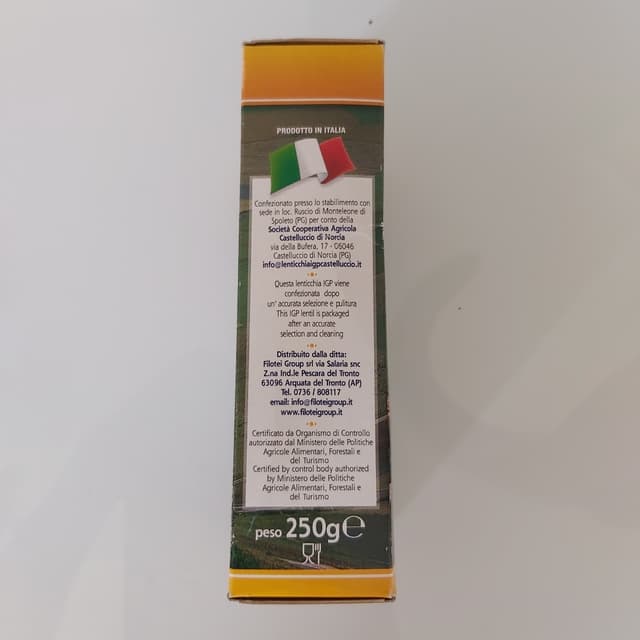 PRODOTTO IN ITALIA
Confezionato presso lo stabilimento con
sede in loc. Ruscio di Monteleone di
Spoleto (PG) per conto della
Società Cooperativa Agricola
Castelluccio di Norcia
via della Bufera, 17 - 06046
Castelluccio di Norcia (PG)
info@lenticchiaigpcastelluccio.it
Questa lenticchia IGP viene
confezionata dopo
un' accurata selezione e pulitura
This IGP lentil is packaged
after an accurate
selection and cleaning
Distribuito dalla ditta:
Filotei Group srl via Salaria snc
Z.na Ind.le Pescara del Tronto
63096 Arquata del Tronto (AP)
Tel. 0736 / 808117
email: info@filoteigroup.it
www.filoteigroup.it
Certificato da Organismo di Controllo
autorizzato dal Ministero delle Politiche
Agricole Alimentari, Forestali e
del Turismo
Certified by control body authorized
by Ministero delle Politiche
Agricole Alimentari, Forestali e
del Turismo
peso 250g℮